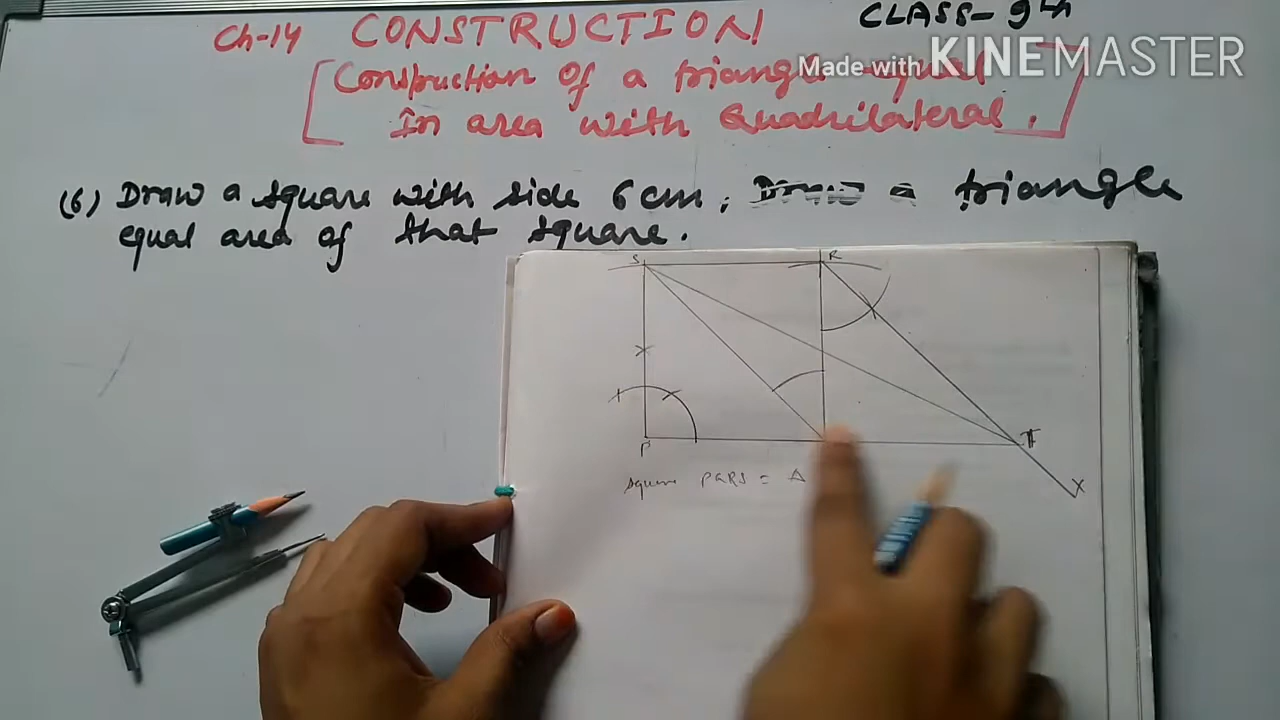 CLASS-9th
Ch-14 CONSTRUCTION
Made with KINEMASTER
[Construction of a triangle equal
In area with Quadrilateral.]
(6) Draw a square with side 6cm, Draw a triangle
equal area of that square.
S R
P T
X
square PQRS = Δ